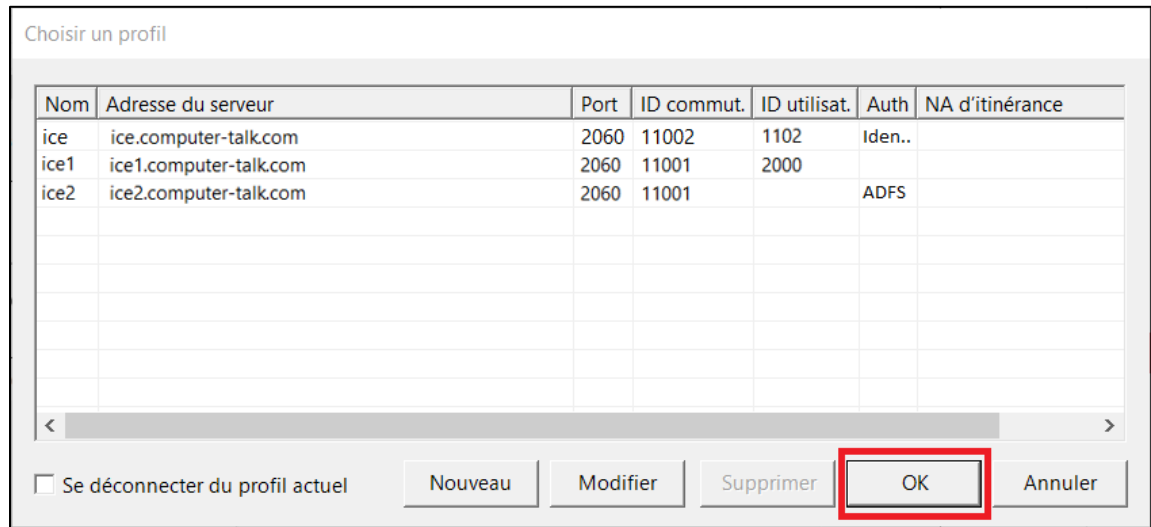 Choisir un profil
Nom Adresse du serveur Port ID commut. ID utilisat. Auth NA d'itinérance
ice ice.computer-talk.com 2060 11002 1102 Iden..
ice1 ice1.computer-talk.com 2060 11001 2000
ice2 ice2.computer-talk.com 2060 11001 ADFS
Se déconnecter du profil actuel Nouveau Modifier Supprimer OK Annuler